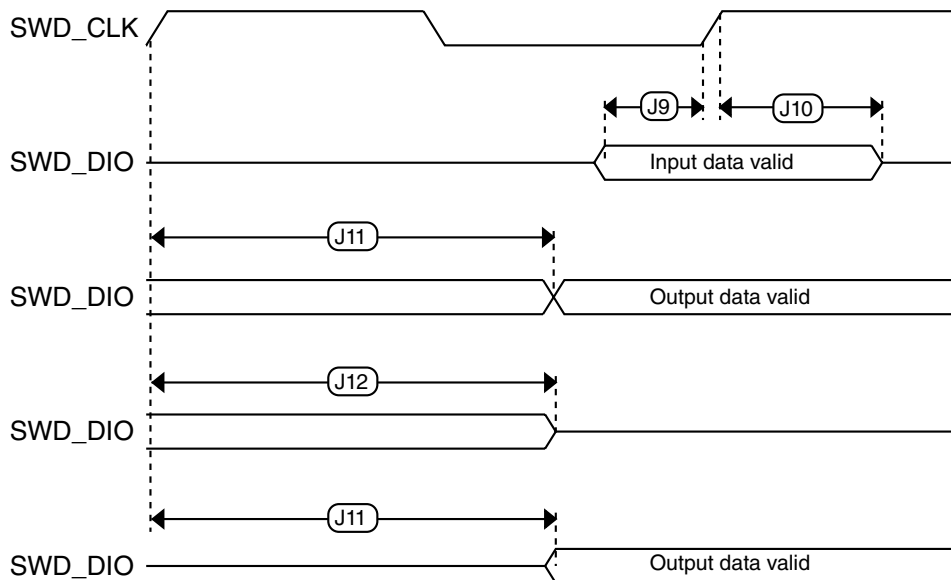 SWD_CLK
J9
J10
SWD_DIO
Input data valid
J11
SWD_DIO
Output data valid
J12
SWD_DIO
J11
SWD_DIO
Output data valid